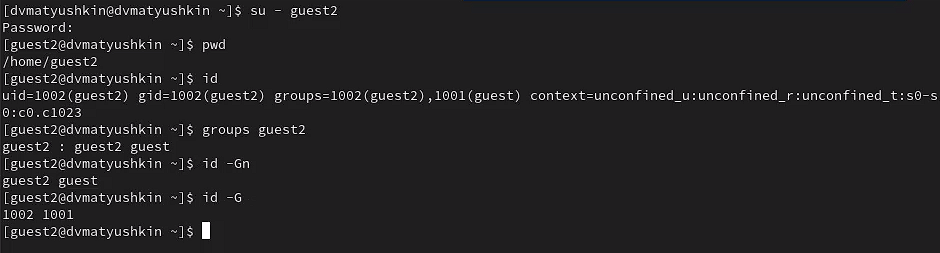 [dvmatyushkin@dvmatyushkin ~]$ su - guest2
Password:
[guest2@dvmatyushkin ~]$ pwd
/home/guest2
[guest2@dvmatyushkin ~]$ id
uid=1002(guest2) gid=1002(guest2) groups=1002(guest2),1001(guest) context=unconfined_u:unconfined_r:unconfined_t:s0-s
0:c0.c1023
[guest2@dvmatyushkin ~]$ groups guest2
guest2 : guest2 guest
[guest2@dvmatyushkin ~]$ id -Gn
guest2 guest
[guest2@dvmatyushkin ~]$ id -G
1002 1001
[guest2@dvmatyushkin ~]$